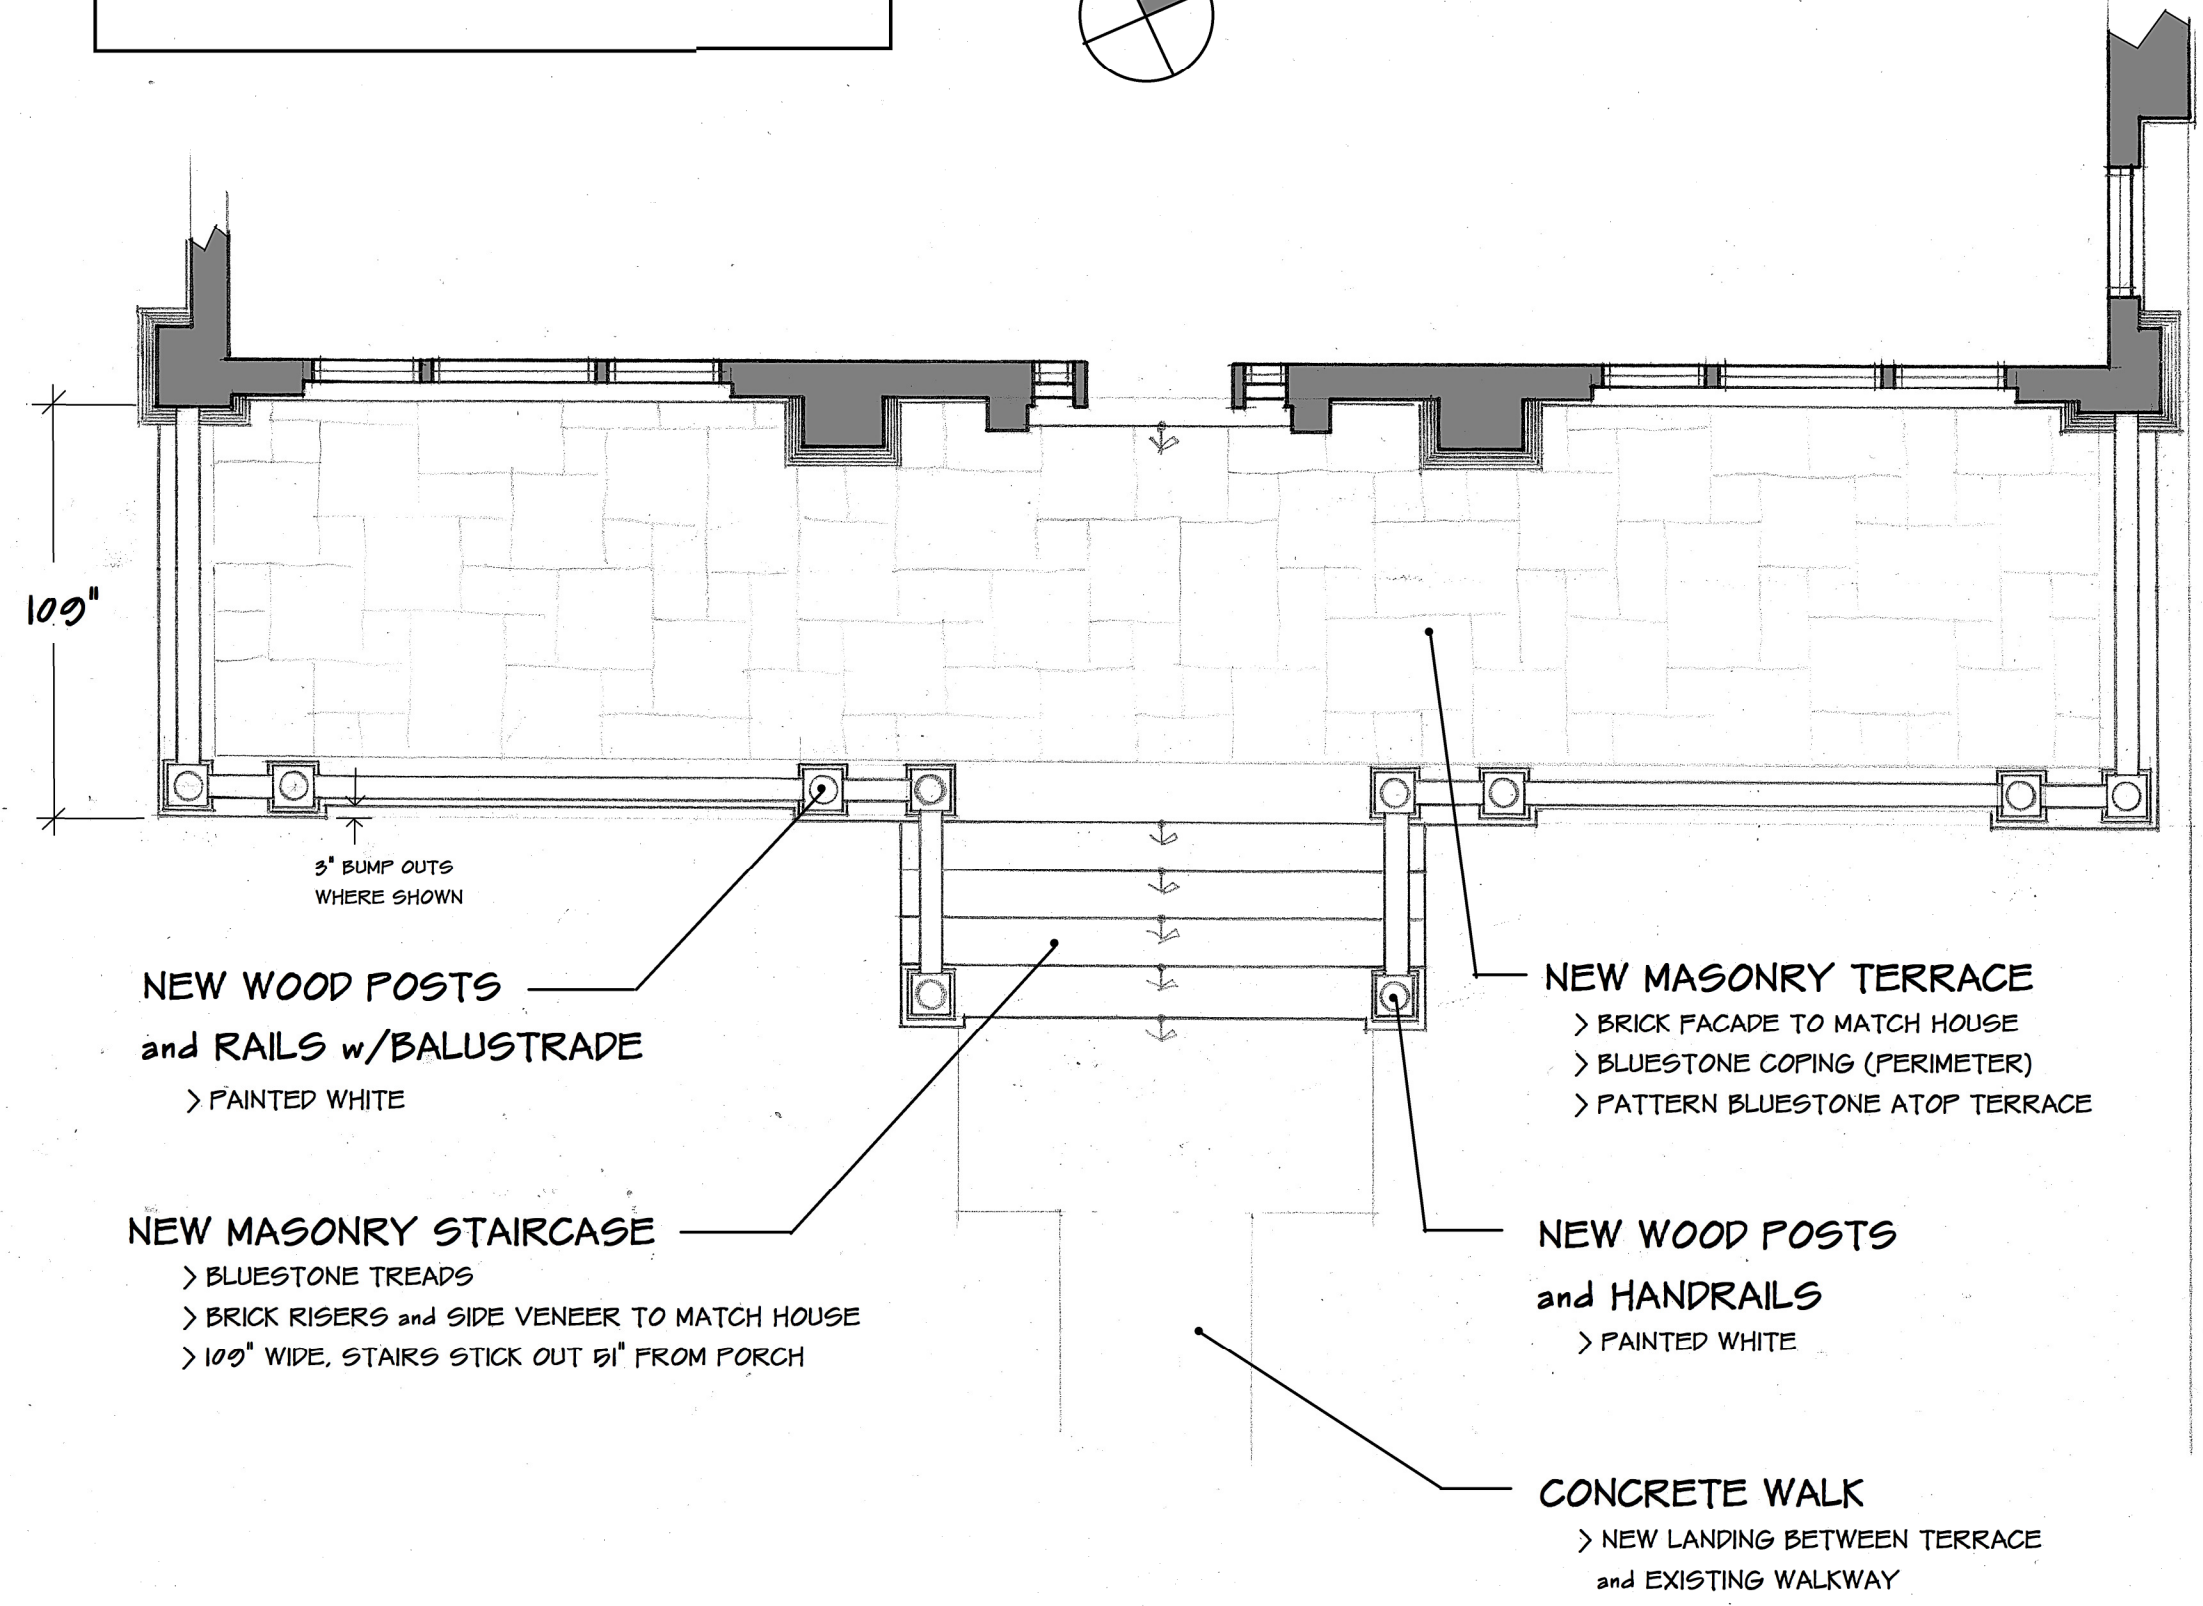 109"
3" BUMP OUTS
WHERE SHOWN
NEW WOOD POSTS
and RAILS w/BALUSTRADE
> PAINTED WHITE
NEW MASONRY STAIRCASE
> BLUESTONE TREADS
> BRICK RISERS and SIDE VENEER TO MATCH HOUSE
> 109" WIDE, STAIRS STICK OUT 51" FROM PORCH
NEW MASONRY TERRACE
> BRICK FACADE TO MATCH HOUSE
> BLUESTONE COPING (PERIMETER)
> PATTERN BLUESTONE ATOP TERRACE
NEW WOOD POSTS
and HANDRAILS
> PAINTED WHITE
CONCRETE WALK
> NEW LANDING BETWEEN TERRACE
and EXISTING WALKWAY